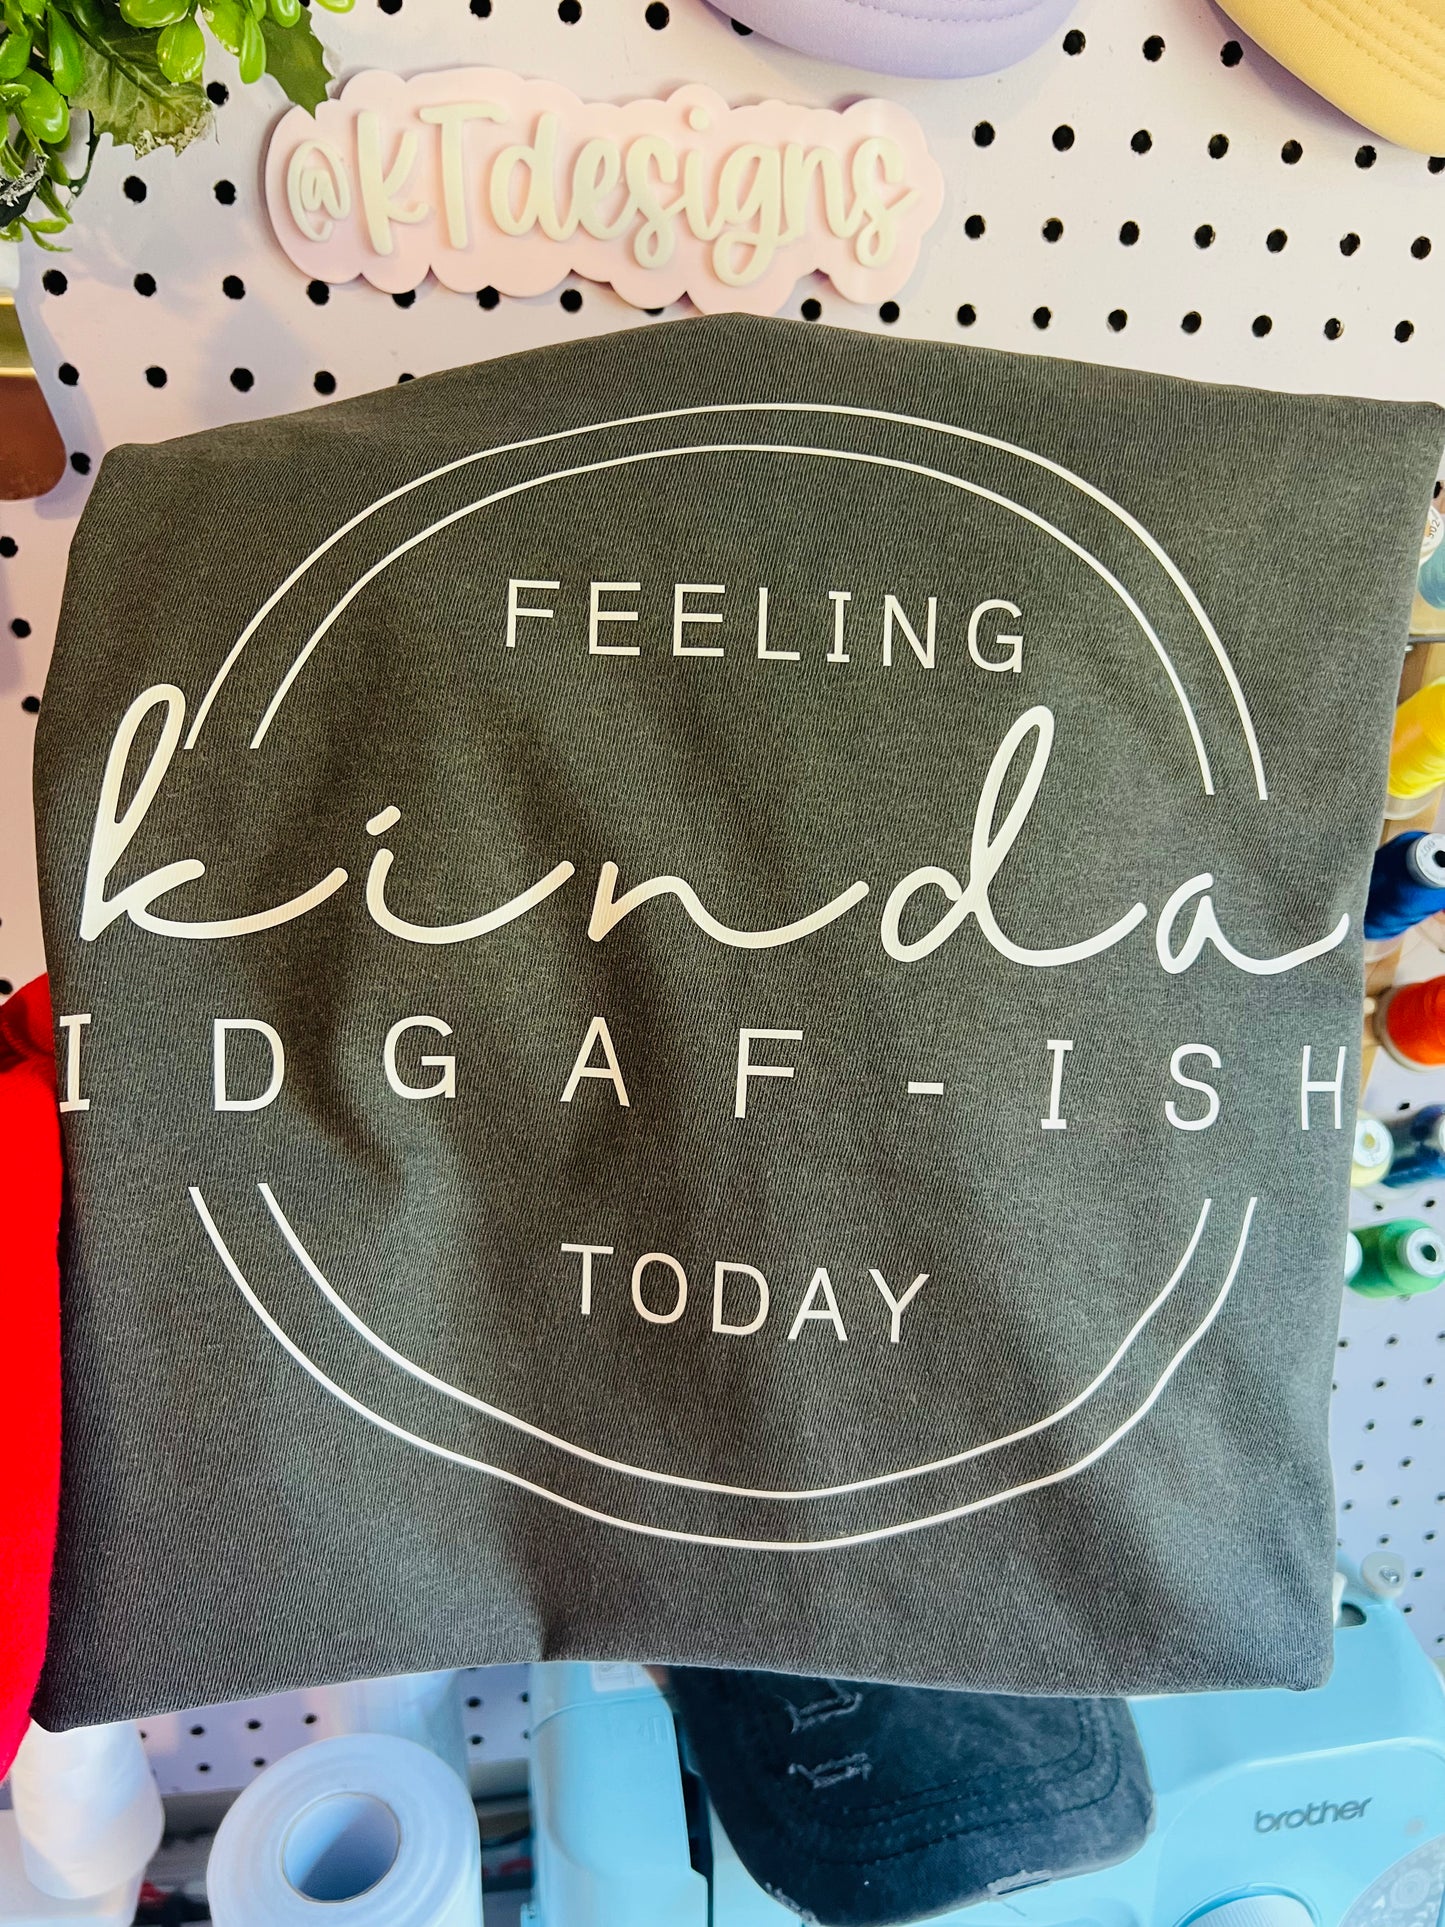 @KTdesigns
FEELING
kinda
IDGAF-ISH
TODAY
brother